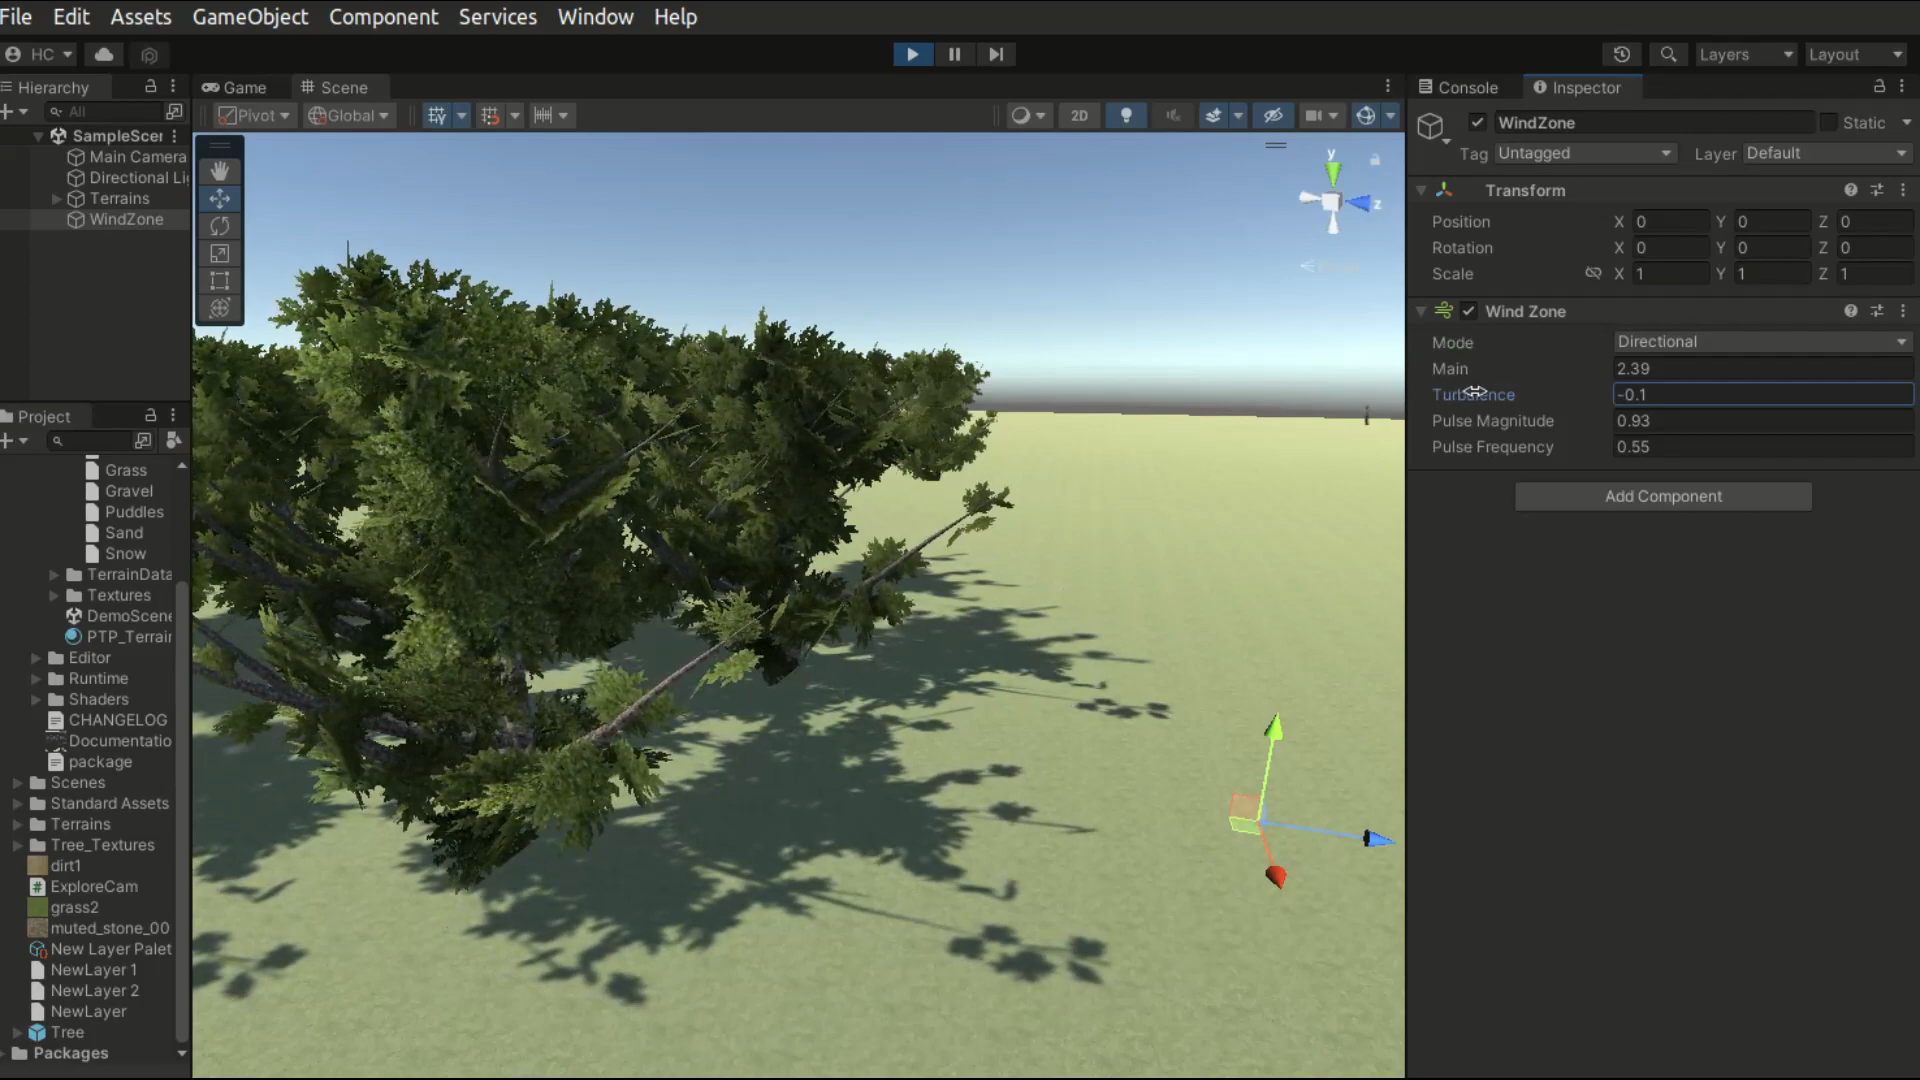 File Edit Assets GameObject Component Services Window Help
HC Layers Layout
Hierarchy
All
SampleScer
Main Camera
Directional Li
Terrains
WindZone
Game Scene
Pivot Global 2D
y
z
Project
Grass
Gravel
Puddles
Sand
Snow
TerrainData
Textures
DemoScene
PTP_Terrair
Editor
Runtime
Shaders
CHANGELOG
Documentatio
package
Scenes
Standard Assets
Terrains
Tree_Textures
dirt1
ExploreCam
grass2
muted_stone_00
New Layer Palet
NewLayer 1
NewLayer 2
NewLayer
Tree
Packages
Console Inspector
WindZone Static
Tag Untagged Layer Default
Transform
Position X 0 Y 0 Z 0
Rotation X 0 Y 0 Z 0
Scale X 1 Y 1 Z 1
Wind Zone
Mode Directional
Main 2.39
Turbulence -0.1
Pulse Magnitude 0.93
Pulse Frequency 0.55
Add Component